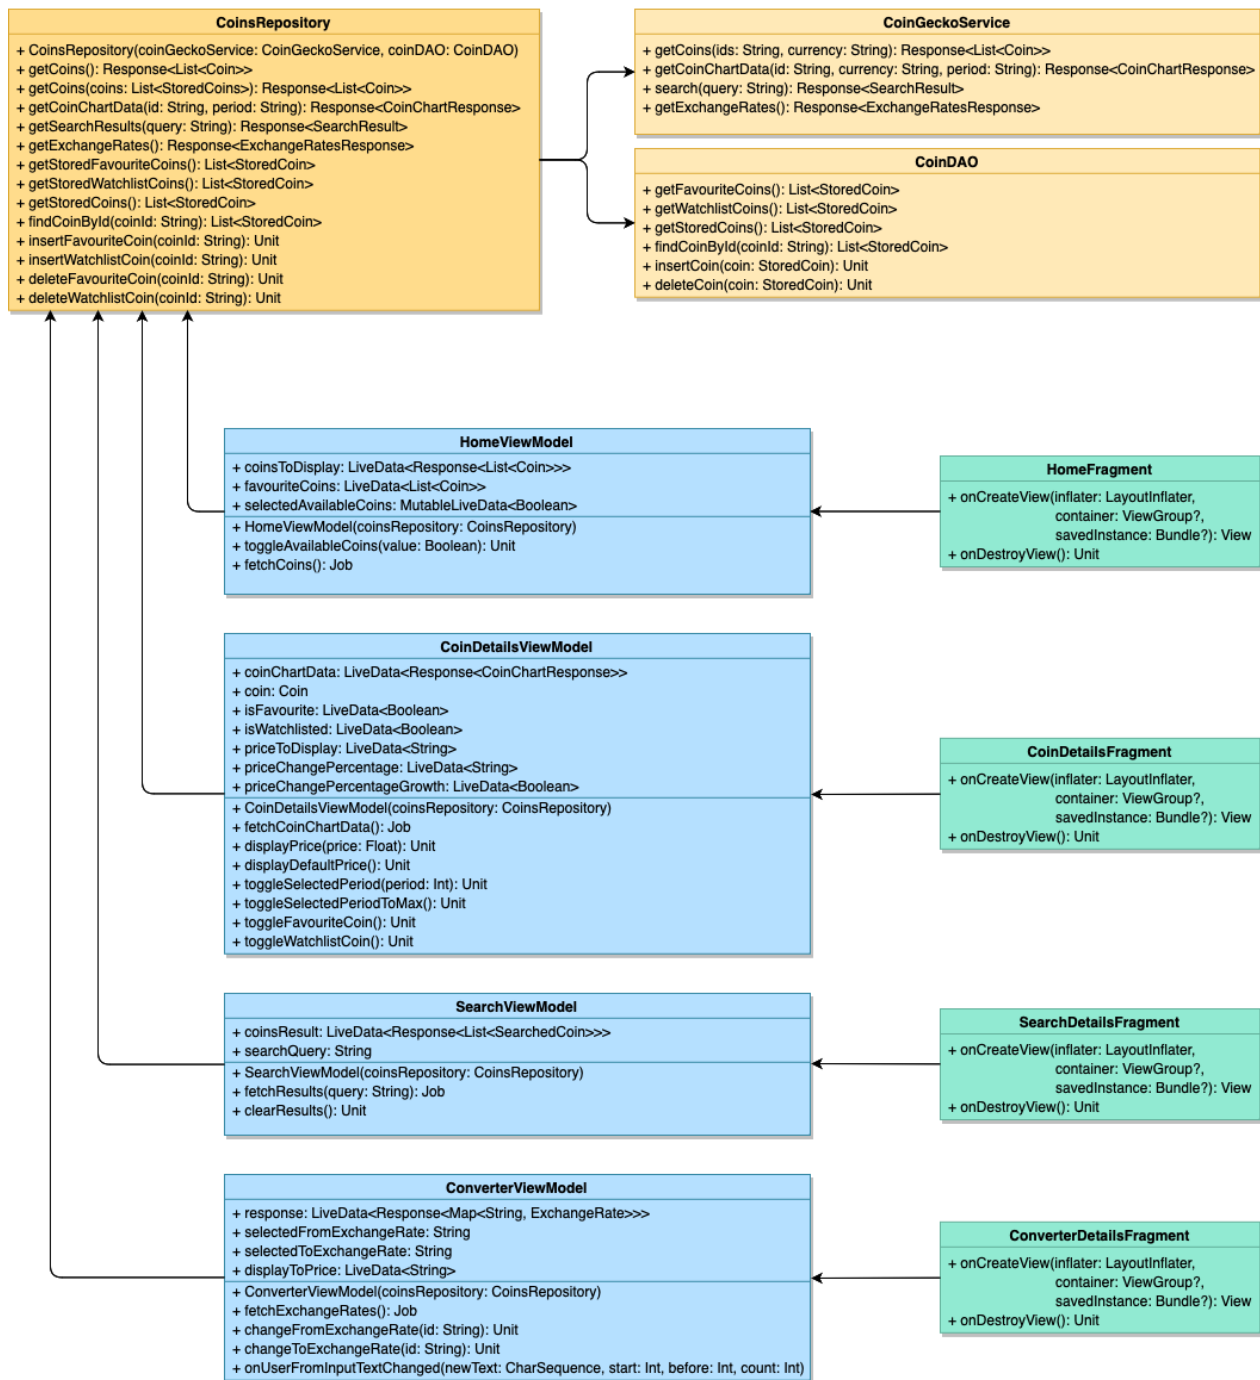 CoinsRepository
+ CoinsRepository(coinGeckoService: CoinGeckoService, coinDAO: CoinDAO)
+ getCoins(): Response<List<Coin>>
+ getCoins(coins: List<StoredCoins>): Response<List<Coin>>
+ getCoinChartData(id: String, period: String): Response<CoinChartResponse>
+ getSearchResults(query: String): Response<SearchResult>
+ getExchangeRates(): Response<ExchangeRatesResponse>
+ getStoredFavouriteCoins(): List<StoredCoin>
+ getStoredWatchlistCoins(): List<StoredCoin>
+ getStoredCoins(): List<StoredCoin>
+ findCoinById(coinId: String): List<StoredCoin>
+ insertFavouriteCoin(coinId: String): Unit
+ insertWatchlistCoin(coinId: String): Unit
+ deleteFavouriteCoin(coinId: String): Unit
+ deleteWatchlistCoin(coinId: String): Unit
CoinGeckoService
+ getCoins(ids: String, currency: String): Response<List<Coin>>
+ getCoinChartData(id: String, currency: String, period: String): Response<CoinChartResponse>
+ search(query: String): Response<SearchResult>
+ getExchangeRates(): Response<ExchangeRatesResponse>
CoinDAO
+ getFavouriteCoins(): List<StoredCoin>
+ getWatchlistCoins(): List<StoredCoin>
+ getStoredCoins(): List<StoredCoin>
+ findCoinById(coinId: String): List<StoredCoin>
+ insertCoin(coin: StoredCoin): Unit
+ deleteCoin(coin: StoredCoin): Unit
HomeViewModel
+ coinsToDisplay: LiveData<Response<List<Coin>>>
+ favouriteCoins: LiveData<List<Coin>>
+ selectedAvailableCoins: MutableLiveData<Boolean>
+ HomeViewModel(coinsRepository: CoinsRepository)
+ toggleAvailableCoins(value: Boolean): Unit
+ fetchCoins(): Job
HomeFragment
+ onCreateView(inflater: LayoutInflater,
container: ViewGroup?,
savedInstance: Bundle?): View
+ onDestroyView(): Unit
CoinDetailsViewModel
+ coinChartData: LiveData<Response<CoinChartResponse>>
+ coin: Coin
+ isFavourite: LiveData<Boolean>
+ isWatchlisted: LiveData<Boolean>
+ priceToDisplay: LiveData<String>
+ priceChangePercentage: LiveData<String>
+ priceChangePercentageGrowth: LiveData<Boolean>
+ CoinDetailsViewModel(coinsRepository: CoinsRepository)
+ fetchCoinChartData(): Job
+ displayPrice(price: Float): Unit
+ displayDefaultPrice(): Unit
+ toggleSelectedPeriod(period: Int): Unit
+ toggleSelectedPeriodToMax(): Unit
+ toggleFavouriteCoin(): Unit
+ toggleWatchlistCoin(): Unit
CoinDetailsFragment
+ onCreateView(inflater: LayoutInflater,
container: ViewGroup?,
savedInstance: Bundle?): View
+ onDestroyView(): Unit
SearchViewModel
+ coinsResult: LiveData<Response<List<SearchedCoin>>>
+ searchQuery: String
+ SearchViewModel(coinsRepository: CoinsRepository)
+ fetchResults(query: String): Job
+ clearResults(): Unit
SearchDetailsFragment
+ onCreateView(inflater: LayoutInflater,
container: ViewGroup?,
savedInstance: Bundle?): View
+ onDestroyView(): Unit
ConverterViewModel
+ response: LiveData<Response<Map<String, ExchangeRate>>>
+ selectedFromExchangeRate: String
+ selectedToExchangeRate: String
+ displayToPrice: LiveData<String>
+ ConverterViewModel(coinsRepository: CoinsRepository)
+ fetchExchangeRates(): Job
+ changeFromExchangeRate(id: String): Unit
+ changeToExchangeRate(id: String): Unit
+ onUserFromInputTextChanged(newText: CharSequence, start: Int, before: Int, count: Int)
ConverterDetailsFragment
+ onCreateView(inflater: LayoutInflater,
container: ViewGroup?,
savedInstance: Bundle?): View
+ onDestroyView(): Unit